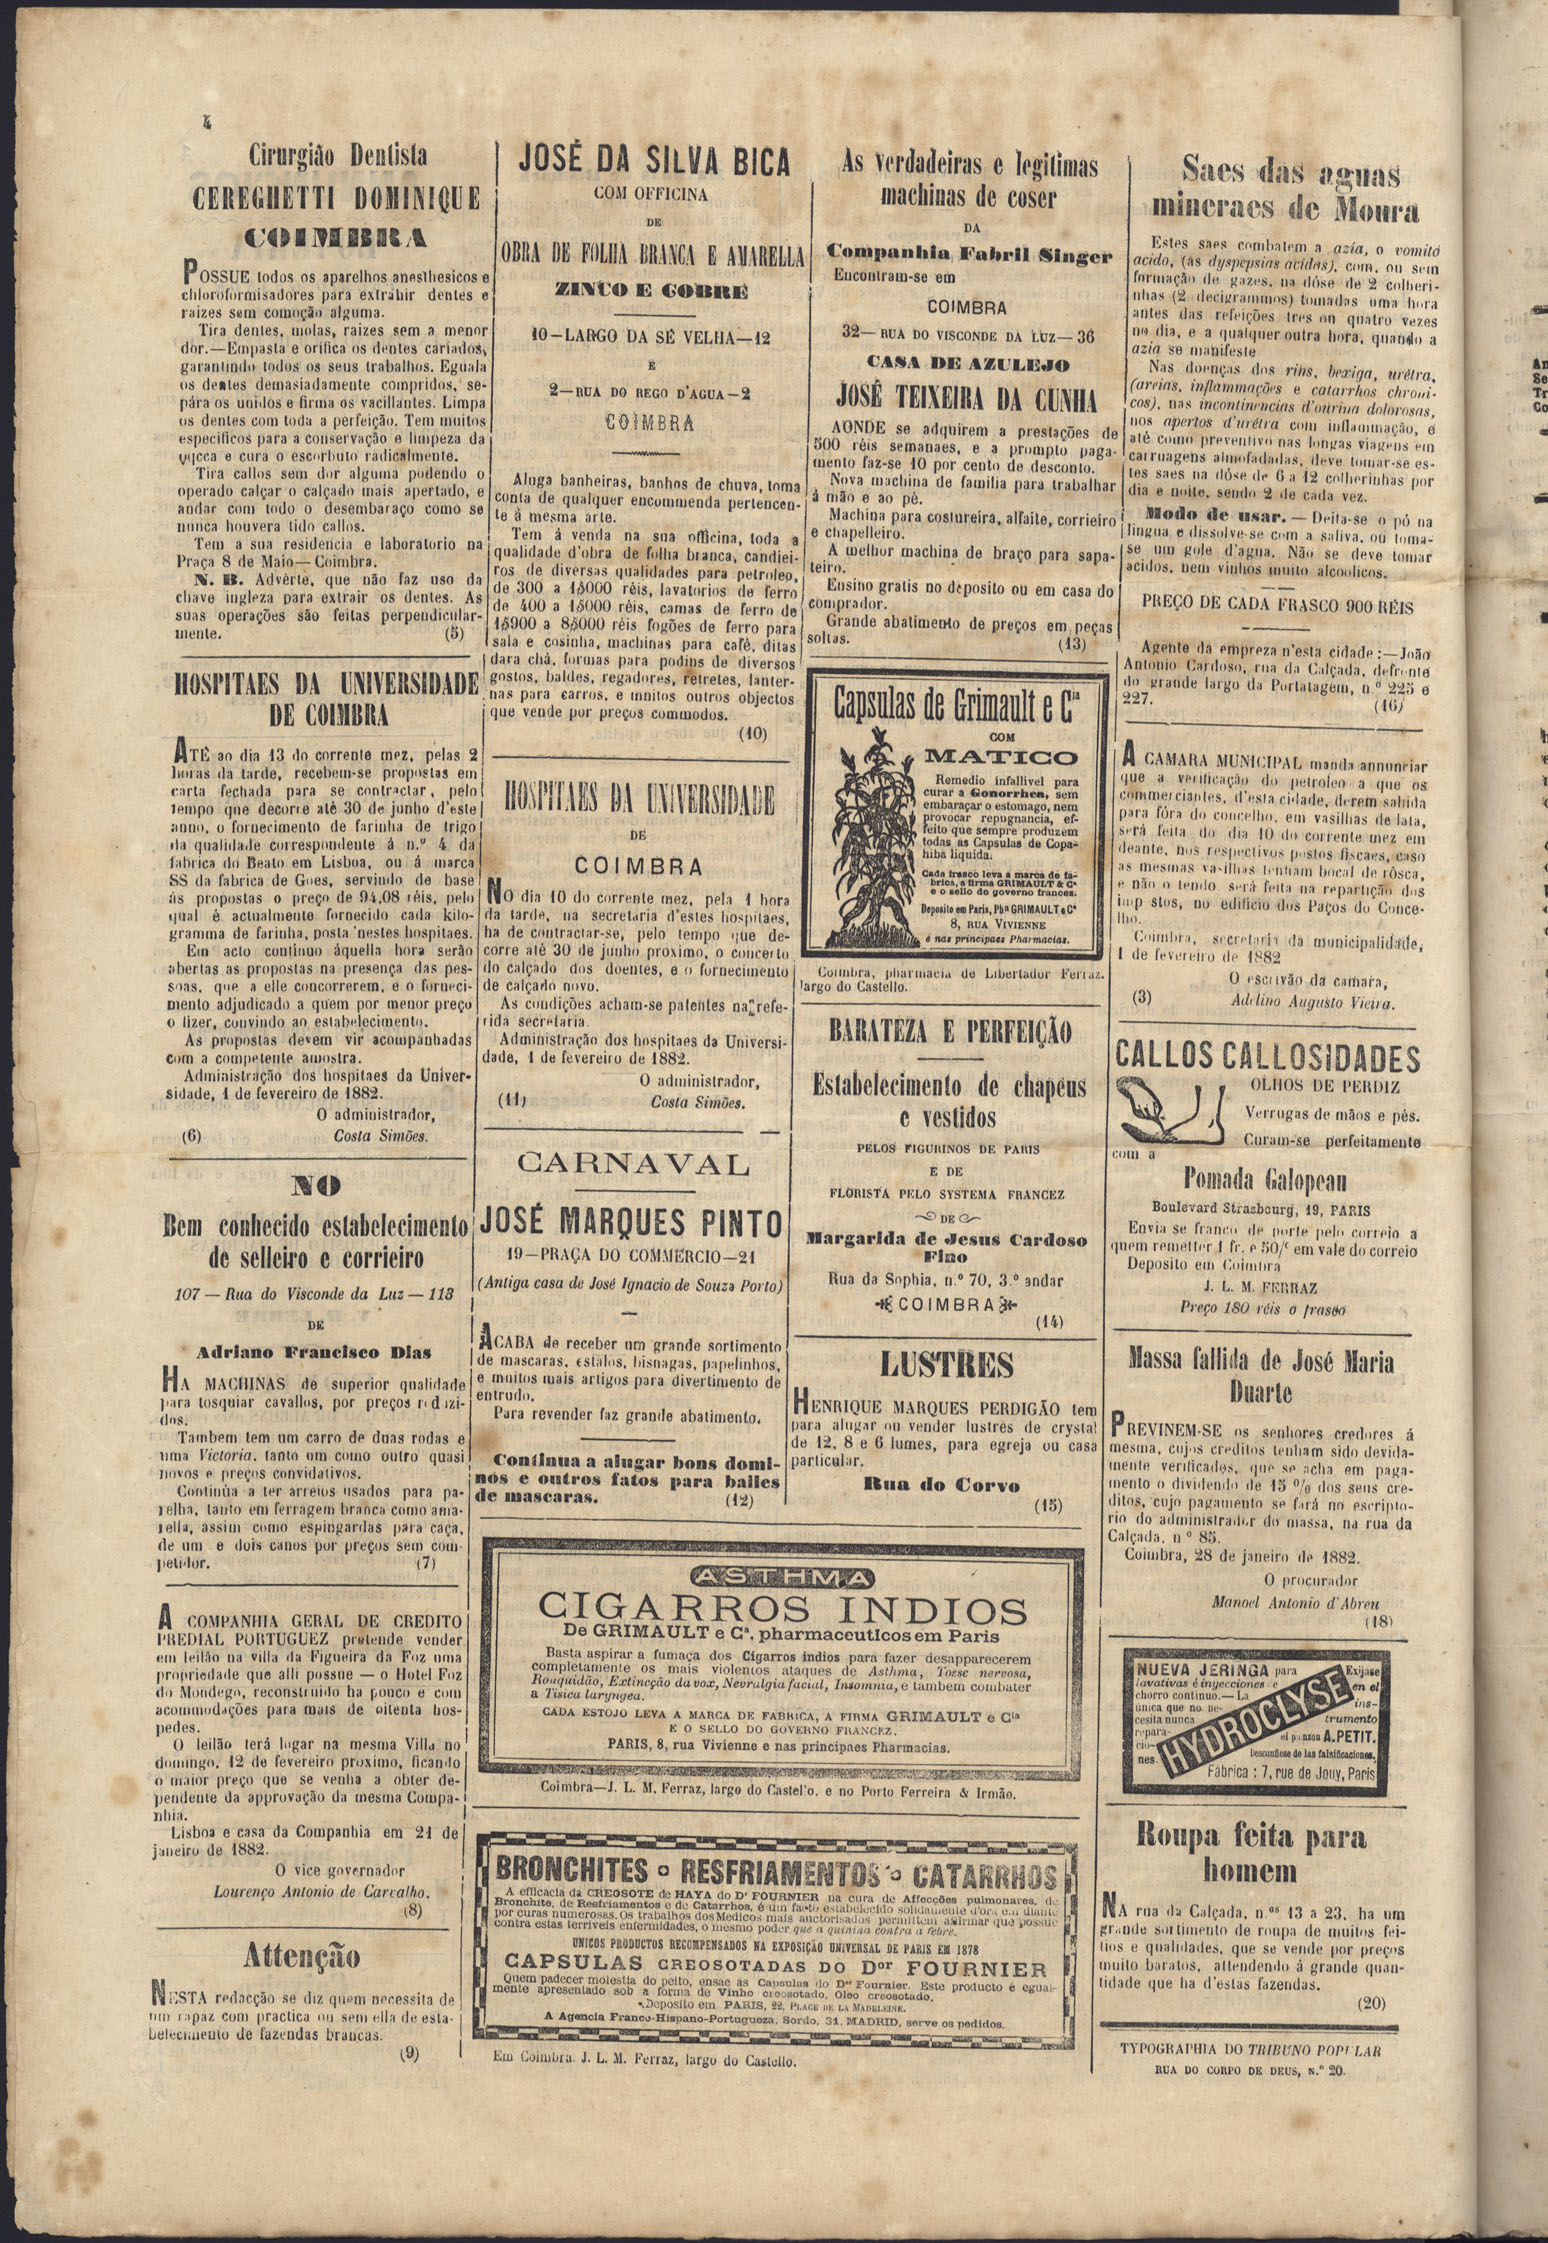 4
Cirurgião Dentista
CEREGHETTI DOMINIQUE
COIMBRA
POSSUE todos os aparelhos anesthesicos e
chloroformisadores para extrahir dentes e
raizes sem comoção alguma.
Tira dentes, molas, raizes sem a menor
dôr.—Empasta e orifica os dentes cariados,
garantindo todos os seus trabalhos. Eguala
os dentes demasiadamente compridos, se-
pára os unidos e firma os vacillantes. Limpa
os dentes com toda a perfeição. Tem muitos
especificos para a conservação e limpeza da
e cura o escorbuto radicalmente.
Tira callos sem dor alguma podendo o
operado calçar o calçado mais apertado, e
andar com todo o desembaraço como se
nunca houvera tido callos.
Tem a sua residencia e laboratorio na
Praça 8 de Maio—Coimbra.
N. B. Advérte, que não faz uso da
chave ingleza para extrair os dentes. As
suas operações são feitas perpendicular-
mente. (5)
HOSPITAES DA UNIVERSIDADE
DE COIMBRA
ATÉ ao dia 13 do corrente mez, pelas 2
horas da tarde, recebem-se propostas em
carta fechada para se contractar, pelo
tempo que decorre até 30 de junho d'este
anno, o fornecimento de farinha de trigo
da qualidade correspondente á n.º 4 da
fabrica do Beato em Lisboa, ou á marca
SS da fabrica de Goes, servindo de base
ás propostas o preço de 94,08 réis, pelo
qual é actualmente fornecido cada kilo-
gramma de farinha, posta 'nestes hospitaes.
Em acto continuo áquella hora serão
abertas as propostas na presença das pes-
soas, que a elle concorrerem, e o forneci-
mento adjudicado a quem por menor preço
o fizer, convindo ao estabelecimento.
As propostas devem vir acompanhadas
com a competente amostra.
Administração dos hospitaes da Univer-
sidade, 1 de fevereiro de 1882.
O administrador,
(6) Costa Simões.
NO
Bem conhecido estabelecimento
de selleiro e corrieiro
107 — Rua do Visconde da Luz — 113
DE
Adriano Francisco Dias
HA MACHINAS de superior qualidade
para tosquiar cavallos, por preços reduzi-
dos.
Tambem tem um carro de duas rodas e
uma Victoria, tanto um como outro quasi
novos e preços convidativos.
Continúa a ter arreios usados para pa-
relha, tanto em ferragem branca como ama-
rella, assim como espingardas para caça,
de um e dois canos por preços sem com-
petidor. (7)
A COMPANHIA GERAL DE CREDITO
PREDIAL PORTUGUEZ pretende vender
em leilão na villa da Figueira da Foz uma
propriedade que alli possue — o Hotel Foz
do Mondego, reconstruido ha pouco e com
acommodações para mais de oitenta hos-
pedes.
O leilão terá logar na mesma Villa no
domingo, 12 de fevereiro proximo, ficando
o maior preço que se venha a obter de-
pendente da approvação da mesma Compa-
nhia.
Lisboa e casa da Companhia em 21 de
janeiro de 1882.
O vice governador
Lourenço Antonio de Carvalho.
(8)
Attenção
NESTA redacção se diz quem necessita de
um rapaz com practica ou sem ella de esta-
belecimento de fazendas brancas.
(9)
JOSÉ DA SILVA BICA
COM OFFICINA
DE
OBRA DE FOLHA BRANCA E AMARELLA
ZINCO E COBRE
10—LARGO DA SÉ VELHA—12
E
2—RUA DO REGO D'AGUA—2
COIMBRA
Aluga banheiras, banhos de chuva, toma
conta de qualquer encommenda pertencen-
te á mesma arte.
Tem á venda na sua officina, toda a
qualidade d'obra de folha branca, candiei-
ros de diversas qualidades para petroleo,
de 300 a 1$000 réis, lavatorios de ferro
de 400 a 1$000 réis, camas de ferro de
1$900 a 8$000 réis fogões de ferro para
sala e cosinha, machinas para café, ditas
dara chá, formas para podins de diversos
gostos, baldes, regadores, retretes, lanter-
nas para carros, e muitos outros objectos
que vende por preços commodos.
(10)
HOSPITAES DA UNIVERSIDADE
DE
COIMBRA
NO dia 10 do corrente mez, pela 1 hora
da tarde, na secretaria d'estes hospitaes,
ha de contractar-se, pelo tempo que de-
corre até 30 de junho proximo, o concerto
do calçado dos doentes, e o fornecimento
de calçado novo.
As condições acham-se patentes na refe-
rida secretaria.
Administração dos hospitaes da Universi-
dade, 1 de fevereiro de 1882.
O administrador,
(11) Costa Simões.
CARNAVAL
JOSÉ MARQUES PINTO
19—PRAÇA DO COMMERCIO—21
(Antiga casa de José Ignacio de Souza Porto)
ACABA de receber um grande sortimento
de mascaras, estalos, bisnagas, papelinhos,
e muitos mais artigos para divertimento de
entrudo.
Para revender faz grande abatimento.
Continua a alugar bons domi-
nós e outros fatos para bailes
de mascaras. (12)
As verdadeiras e legitimas
machinas de coser
DA
Companhia Fabril Singer
Encontram-se em
COIMBRA
32— RUA DO VISCONDE DA LUZ—36
CASA DE AZULEJO
JOSÉ TEIXEIRA DA CUNHA
AONDE se adquirem a prestações de
500 réis semanaes, e a prompto paga-
mento faz-se 10 por cento de desconto.
Nova machina de familia para trabalhar
á mão e ao pé.
Machina para costureira, alfaite, corrieiro
e chapelleiro.
A melhor machina de braço para sapa-
teiro.
Ensino gratis no deposito ou em casa do
comprador.
Grande abatimento de preços em peças
soltas. (13)
Capsulas de Grimault e Cia
COM
MATICO
Remedio infallivel para
curar a Gonorrhea, sem
embaraçar o estomago, nem
provocar repugnancia, ef-
feito que sempre produzem
todas as Capsulas de Copa-
hiba liquida.
Cada frasco leva a marca de fa-
brica, a firma GRIMAULT & Ca
e o sello do governo francez.
Deposito em Paris, Pha GRIMAULT e Ca
8, RUA VIVIENNE
e nas principaes Pharmacias.
Coimbra, pharmacia de Libertador Ferraz.
largo do Castello.
BARATEZA E PERFEIÇÃO
Estabelecimento de chapéus
e vestidos
PELOS FIGURINOS DE PARIS
E DE
FLORISTA PELO SYSTEMA FRANCEZ
DE
Margarida de Jesus Cardoso
Fino
Rua da Sophia, n.º 70, 3.º andar
COIMBRA
(14)
LUSTRES
HENRIQUE MARQUES PERDIGÃO tem
para alugar ou vender lustres de crystal
de 12, 8 e 6 lumes, para egreja ou casa
particular.
Rua do Corvo
(15)
ASTHMA
CIGARROS INDIOS
De GRIMAULT e Ca, pharmaceuticos em Paris
Basta aspirar a fumaça dos Cigarros indios para fazer desapparecerem
completamente os mais violentos ataques de Asthma, Tosse nervosa,
Rouquidão, Extincção da vox, Nevralgia facial, Insomnia, e tambem combater
a Tisica laryngea.
CADA ESTOJO LEVA A MARCA DE FABRICA, A FIRMA GRIMAULT e Cia
E O SELLO DO GOVERNO FRANCEZ.
PARIS, 8, rua Vivienne e nas principaes Pharmacias.
Coimbra—J. L. M. Ferraz, largo do Castello, e no Porto Ferreira & Irmão.
BRONCHITES RESFRIAMENTOS CATARRHOS
A efficacia da CREOSOTE de HAYA do Dr FOURNIER na cura de Affecções pulmonares, de
Bronchite, de Resfriamentos e de Catarrhos, é um facto estabelecido solidamente d'ora em diante
por curas numerosas. Os trabalhos dos Medicos mais auctorisados permittem affirmar que possue
contra estas terriveis enfermidades, o mesmo poder que a quinina contra a febre.
UNICOS PRODUCTOS RECOMPENSADOS NA EXPOSIÇÃO UNIVERSAL DE PARIS EM 1878
CAPSULAS CREOSOTADAS DO Dor FOURNIER
Quem padecer molestia do peito, ensae as Capsulas do Dor Fournier. Este producto é egual-
mente apresentado sob a forma de Vinho creosotado, Oleo creosotado.
Deposito em PARIS, 22, PLACE DE LA MADELEINE.
A Agencia Franco-Hispano-Portugueza, Sordo, 31, MADRID, serve os pedidos.
Em Coimbra. J. L. M. Ferraz, largo do Castello.
Saes das aguas
mineraes de Moura
Estes saes combatem a azia, o vomito
acido, (as dyspepsias acidas), com, ou sem
formação de gazes, na dóse de 2 colheri-
nhas (2 decigrammos) tomadas uma hora
antes das refeições tres ou quatro vezes
no dia, e a qualquer outra hora, quando a
azia se manifeste
Nas doenças dos rins, bexiga, urétra,
(areias, inflammações e catarrhos chroni-
cos), nas incontinencias d'ourina dolorosas,
nos apertos d'urétra com inflammação, e
até como preventivo nas longas viagens em
carruagens almofadadas, deve tomar-se es-
tes saes na dóse de 6 a 12 colherinhas por
dia e noite, sendo 2 de cada vez.
Modo de usar. — Deita-se o pó na
lingua e dissolve-se com a saliva, ou toma-
se um gole d'agua. Não se deve tomar
acidos, nem vinhos muito alcoolicos.
PREÇO DE CADA FRASCO 900 RÉIS
Agente da empreza n'esta cidade:—João
Antonio Cardoso, rua da Calçada, defronte
do grande largo da Portatagem, n.º 225 e
227. (16)
A CAMARA MUNICIPAL manda annunciar
que a verificação do petroleo a que os
commerciantes, d'esta cidade, derem sahida
para fóra do concelho, em vasilhas de lata,
será feita do dia 10 do corrente mez em
deante, nos respectivos postos fiscaes, caso
as mesmas vasilhas tenham bocal de rôsca,
e não o tendo será feita na repartição dos
imp stos, no edificio dos Paços do Conce-
lho.
Coimbra, secretaria da municipalidade,
1 de fevereiro de 1882
O escrivão da camara,
(3) Adelino Augusto Vieira.
CALLOS CALLOSIDADES
OLHOS DE PERDIZ
Verrugas de mãos e pés.
Curam-se perfeitamente
com a
Pomada Galopeau
Boulevard Strasbourg, 19, PARIS
Envia se franco de porte pelo correio a
quem remetter 1 fr. e 50/c em vale do correio
Deposito em Coimbra
J. L. M. FERRAZ
Preço 180 réis o frasco
Massa fallida de José Maria
Duarte
PREVINEM-SE os senhores credores á
mesma, cujos creditos tenham sido devida-
mente verificados, que se acha em paga-
mento o dividendo de 15 % dos seus cre-
ditos, cujo pagamento se fará no escripto-
rio do administrador do massa, na rua da
Calçada, n º 85.
Coimbra, 28 de janeiro de 1882.
O procurador
Manoel Antonio d'Abreu
(18)
NUEVA JERINGA para
lavativas é inyecciones e
chorro continuo.— La
única que no ne-
cesita nunca
repara-
cio-
nes.
HYDROCLYSE
Exijase
en el
ins-
trumento
el punzon A. PETIT.
Desconfiese de las falsificaciones.
Fábrica : 7, rue de Jouy, Paris
Roupa feita para
homem
NA rua da Calçada, n.os 13 a 23, ha um
grande sortimento de roupa de muitos fei-
tios e qualidades, que se vende por preços
muito baratos, attendendo á grande quan-
tidade que ha d'estas fazendas.
(20)
TYPOGRAPHIA DO TRIBUNO POPULAR
RUA DO CORPO DE DEUS, N.º 20.